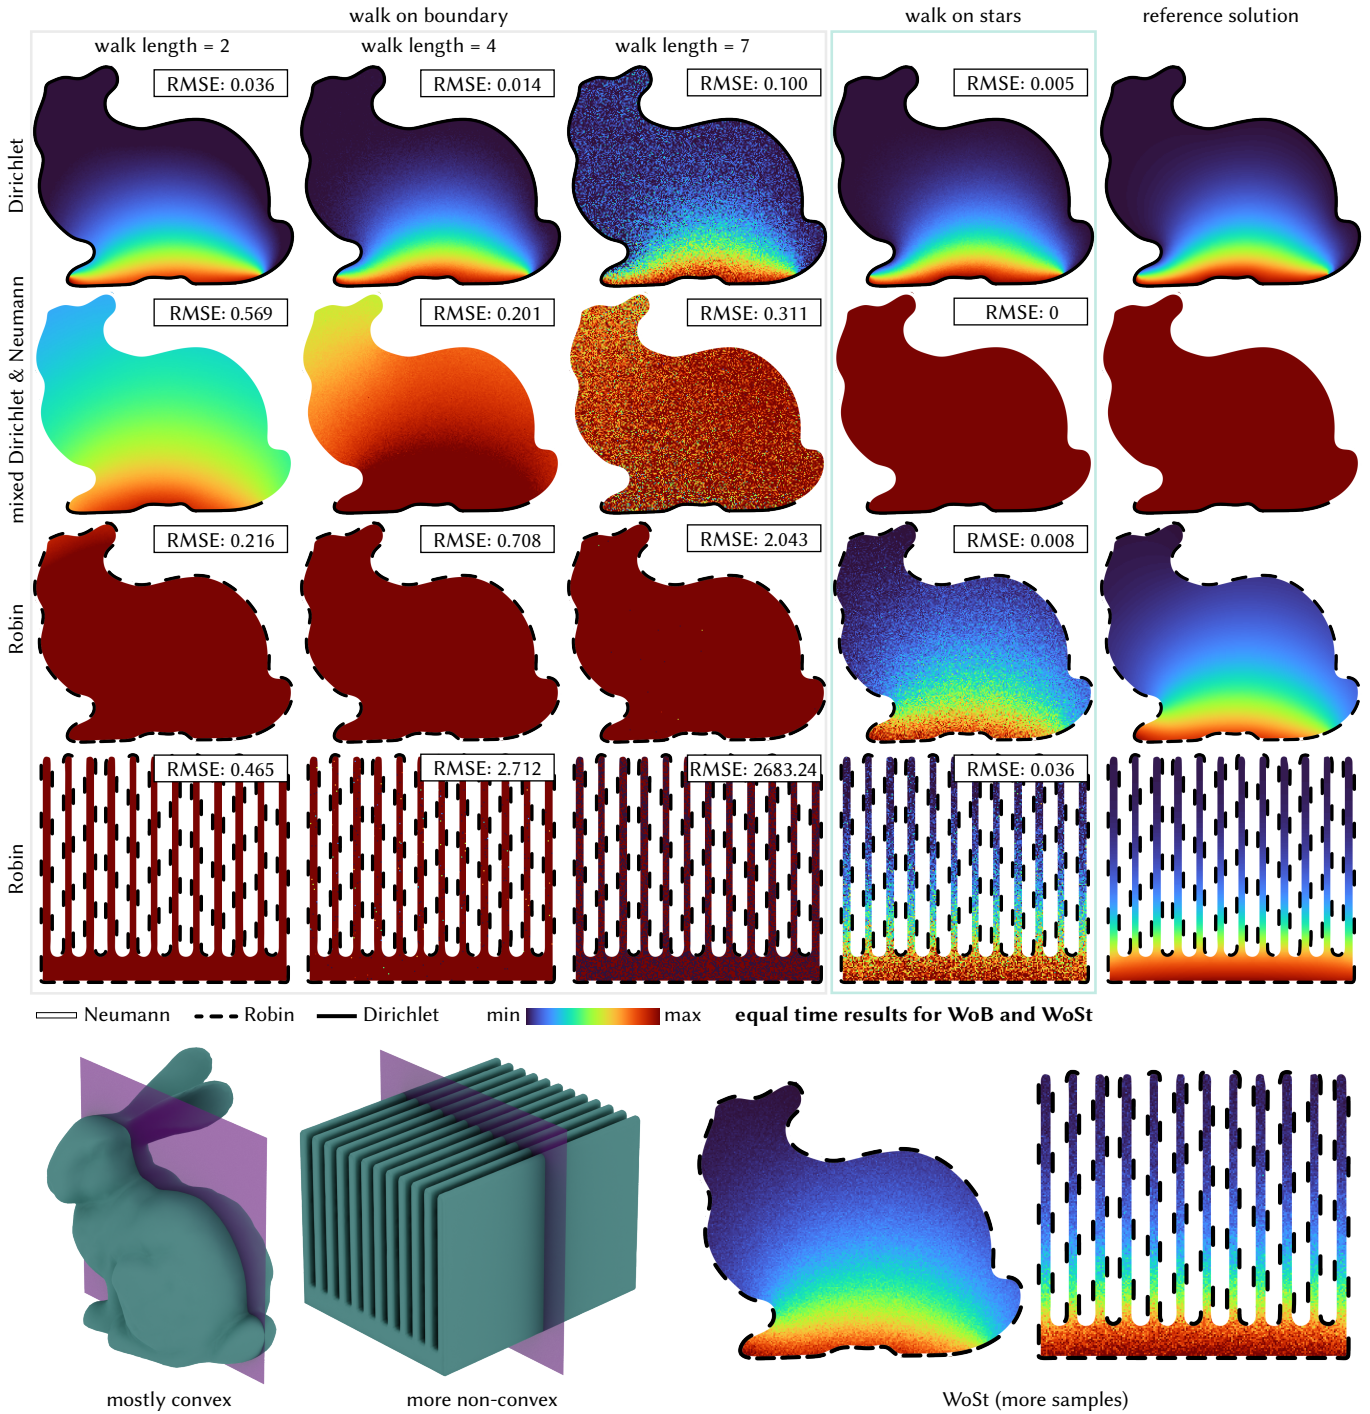 walk on boundary
walk on stars
reference solution
walk length = 2
walk length = 4
walk length = 7
Dirichlet
RMSE: 0.036
RMSE: 0.014
RMSE: 0.100
RMSE: 0.005
mixed Dirichlet & Neumann
RMSE: 0.569
RMSE: 0.201
RMSE: 0.311
RMSE: 0
Robin
RMSE: 0.216
RMSE: 0.708
RMSE: 2.043
RMSE: 0.008
Robin
RMSE: 0.465
RMSE: 2.712
RMSE: 2683.24
RMSE: 0.036
Neumann
Robin
Dirichlet
min
max
equal time results for WoB and WoSt
mostly convex
more non-convex
WoSt (more samples)